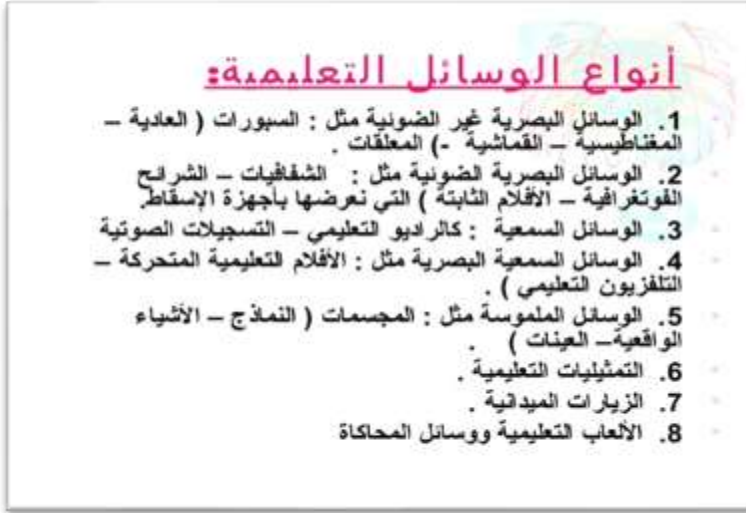 أنواع الوسائل التعليمية:
1. الوسائل البصرية غير الضوئية مثل : السبورات ( العادية –
المغناطيسية – القماشية -) المعلقات .
2. الوسائل البصرية الضوئية مثل : الشفافيات – الشرائح
الفوتغرافية – الأفلام الثابتة ) التي نعرضها بأجهزة الإسقاط.
3. الوسائل السمعية : كالراديو التعليمي – التسجيلات الصوتية
4. الوسائل السمعية البصرية مثل : الأفلام التعليمية المتحركة –
التلفزيون التعليمي ) .
5. الوسائل الملموسة مثل : المجسمات ( النماذج – الأشياء
الواقعية– العينات ) .
6. التمثيليات التعليمية .
7. الزيارات الميدانية .
8. الألعاب التعليمية ووسائل المحاكاة